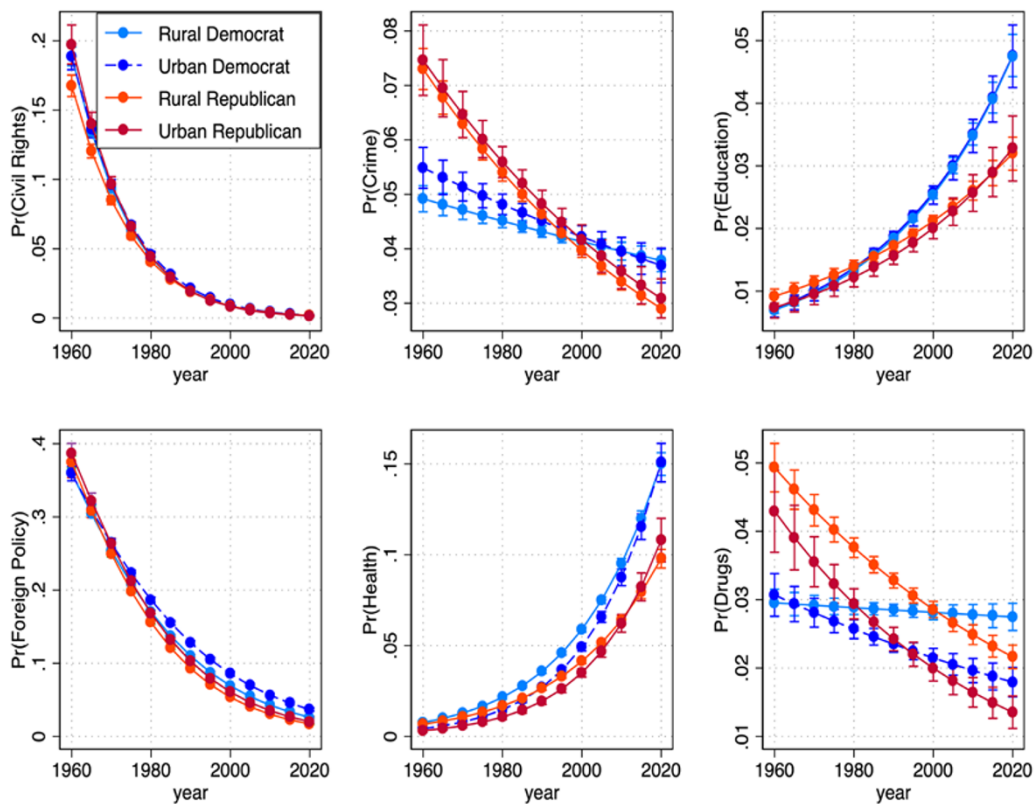 Pr(Civil Rights)
.2
.15
.1
.05
0
Rural Democrat
Urban Democrat
Rural Republican
Urban Republican
1960 1980 2000 2020
year
Pr(Crime)
.08
.07
.06
.05
.04
.03
1960 1980 2000 2020
year
Pr(Education)
.05
.04
.03
.02
.01
1960 1980 2000 2020
year
Pr(Foreign Policy)
.4
.3
.2
.1
0
1960 1980 2000 2020
year
Pr(Health)
.15
.1
.05
0
1960 1980 2000 2020
year
Pr(Drugs)
.05
.04
.03
.02
.01
1960 1980 2000 2020
year